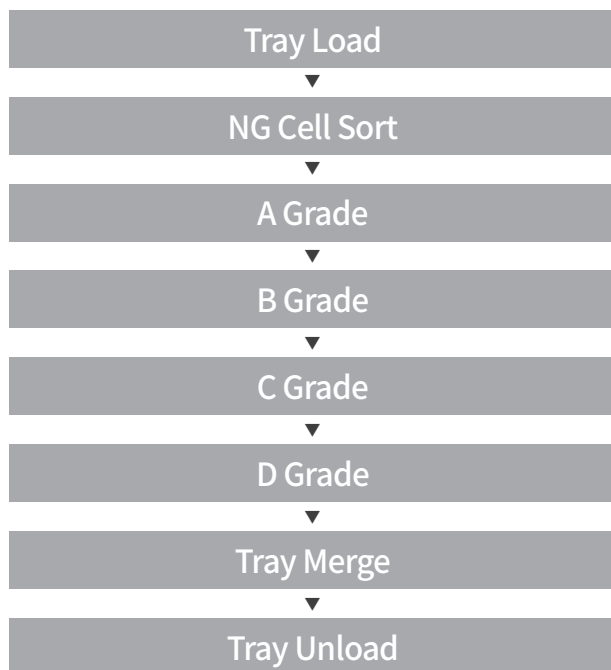 Tray Load
NG Cell Sort
A Grade
B Grade
C Grade
D Grade
Tray Merge
Tray Unload